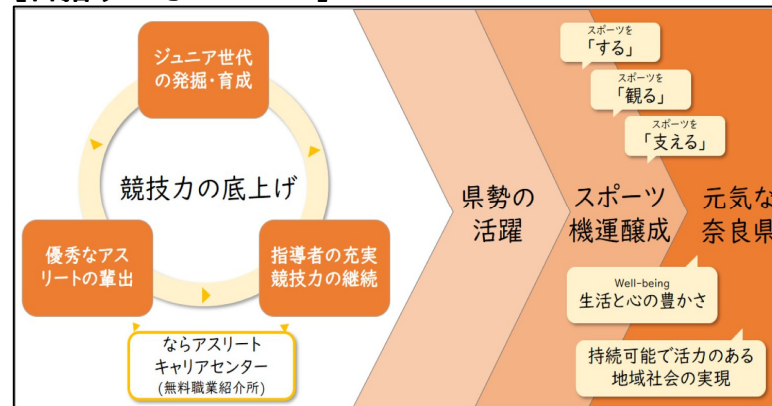 ジュニア世代
の発掘・育成
競技力の底上げ
優秀なアス
リートの輩出
指導者の充実
競技力の継続
ならアスリート
キャリアセンター
(無料職業紹介所)
県勢の
活躍
スポーツを
「する」
スポーツを
「観る」
スポーツを
「支える」
スポーツ
機運醸成
元気な
奈良県
Well-being
生活と心の豊かさ
持続可能で活力のある
地域社会の実現